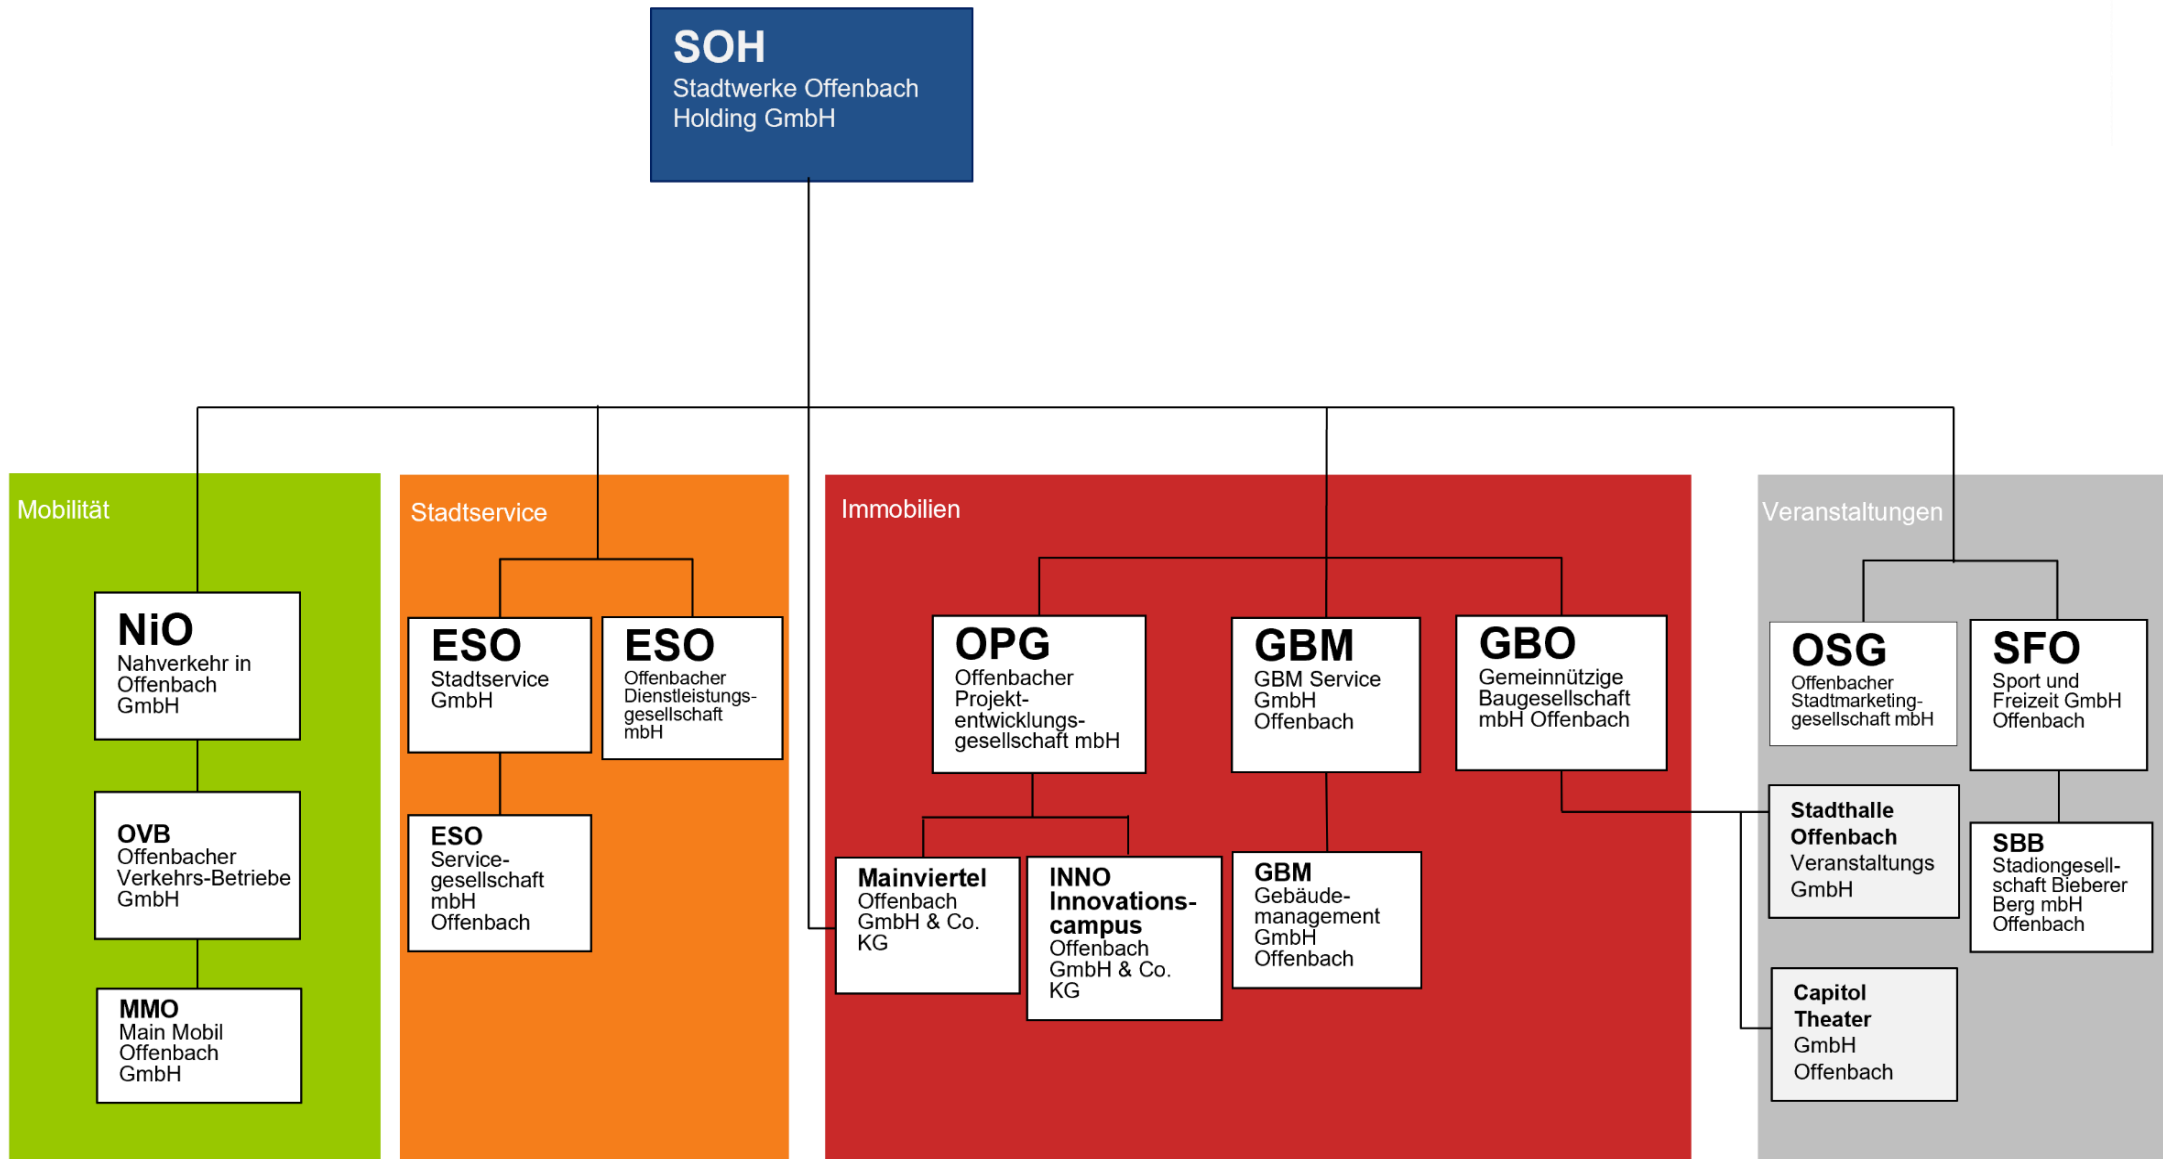 SOH
Stadtwerke Offenbach
Holding GmbH
Mobilität
NiO
Nahverkehr in
Offenbach
GmbH
OVB
Offenbacher
Verkehrs-Betriebe
GmbH
MMO
Main Mobil
Offenbach
GmbH
Stadtservice
ESO
Stadtservice
GmbH
ESO
Offenbacher
Dienstleistungs-
gesellschaft
mbH
ESO
Service-
gesellschaft
mbH
Offenbach
Immobilien
OPG
Offenbacher
Projekt-
entwicklungs-
gesellschaft mbH
GBM
GBM Service
GmbH
Offenbach
GBO
Gemeinnützige
Baugesellschaft
mbH Offenbach
Mainviertel
Offenbach
GmbH & Co.
KG
INNO
Innovations-
campus
Offenbach
GmbH & Co.
KG
GBM
Gebäude-
management
GmbH
Offenbach
Veranstaltungen
OSG
Offenbacher
Stadtmarketing-
gesellschaft mbH
SFO
Sport und
Freizeit GmbH
Offenbach
Stadthalle
Offenbach
Veranstaltungs
GmbH
SBB
Stadiongesell-
schaft Bieberer
Berg mbH
Offenbach
Capitol
Theater
GmbH
Offenbach